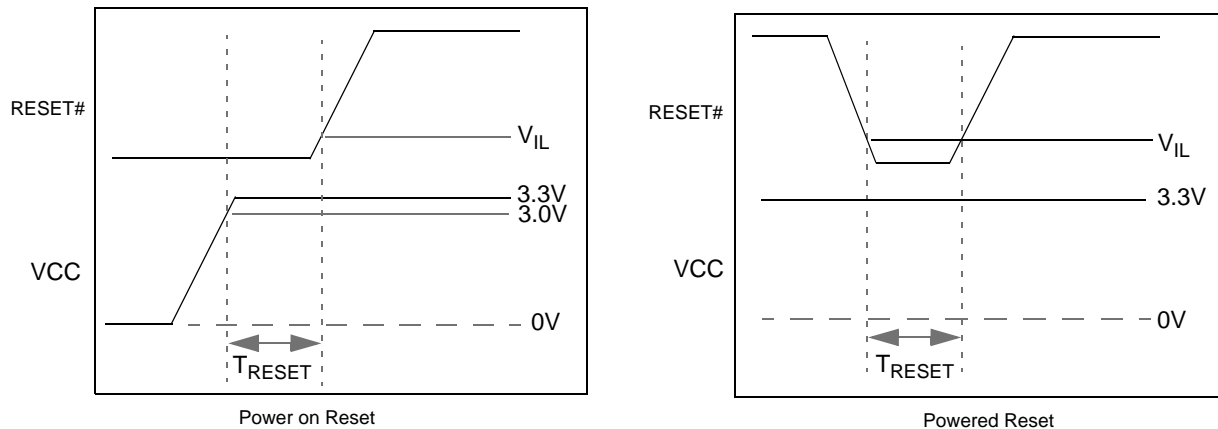 RESET#
VIL
3.3V
3.0V
VCC
0V
TRESET
Power on Reset
RESET#
VIL
3.3V
VCC
0V
TRESET
Powered Reset